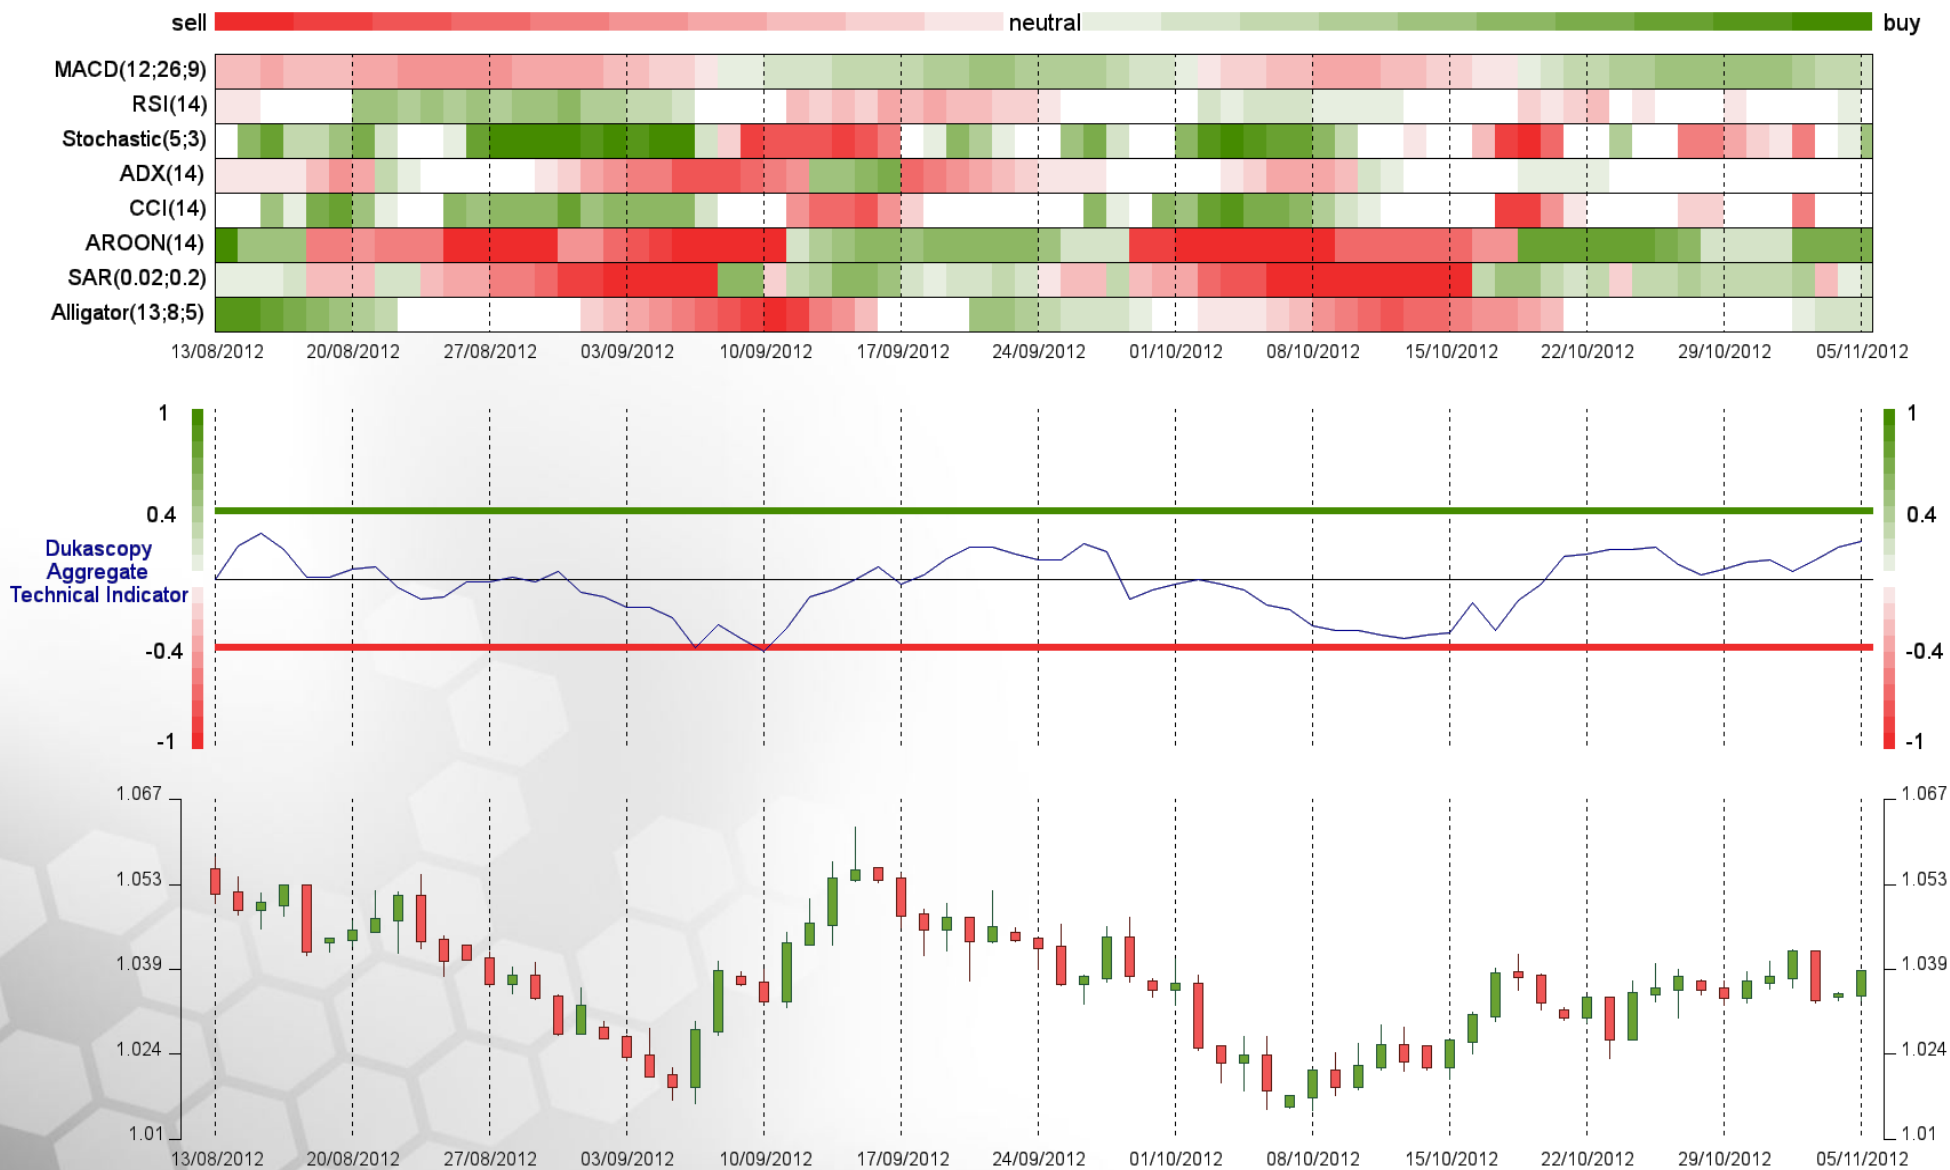 sell neutral buy
MACD(12;26;9)
RSI(14)
Stochastic(5;3)
ADX(14)
CCI(14)
AROON(14)
SAR(0.02;0.2)
Alligator(13;8;5)
13/08/2012 20/08/2012 27/08/2012 03/09/2012 10/09/2012 17/09/2012 24/09/2012 01/10/2012 08/10/2012 15/10/2012 22/10/2012 29/10/2012 05/11/2012
1 1
0.4 0.4
Dukascopy
Aggregate
Technical Indicator
-0.4 -0.4
-1 -1
1.067 1.067
1.053 1.053
1.039 1.039
1.024 1.024
1.01 1.01
13/08/2012 20/08/2012 27/08/2012 03/09/2012 10/09/2012 17/09/2012 24/09/2012 01/10/2012 08/10/2012 15/10/2012 22/10/2012 29/10/2012 05/11/2012